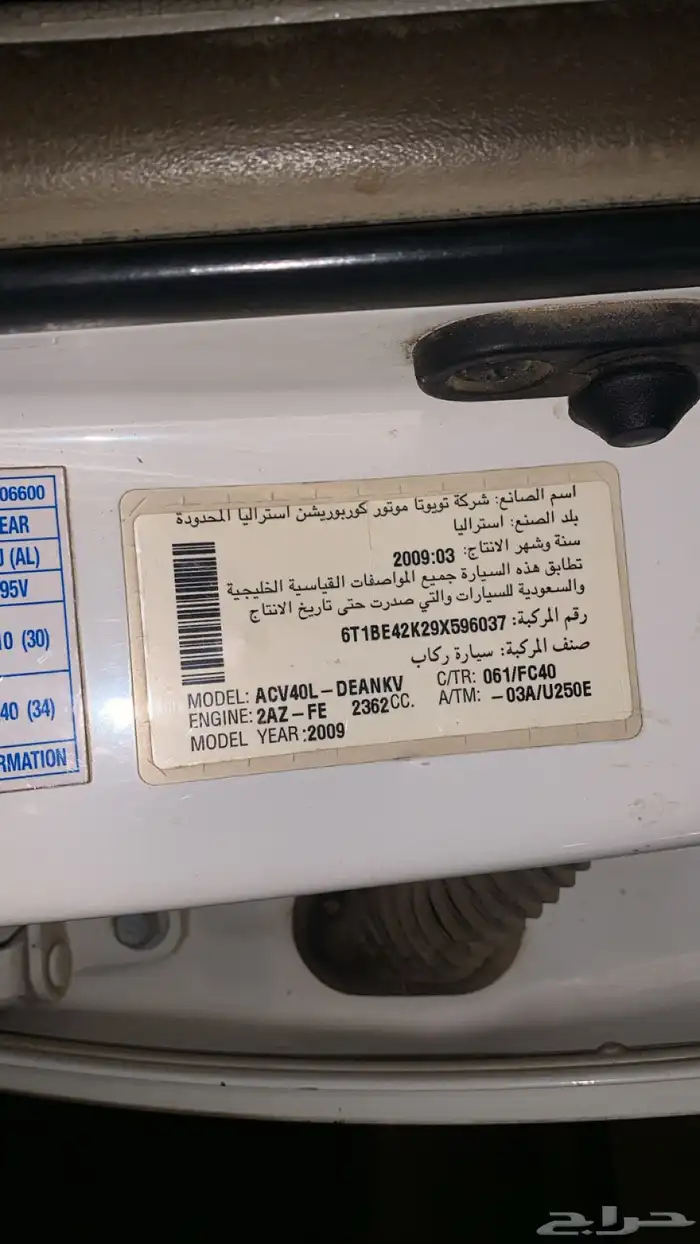 06600
EAR
J (AL)
95V
10 (30)
40 (34)
RMATION
اسم الصانع: شركة تويوتا موتور كوربوريشن استراليا المحدودة
بلد الصنع: استراليا
سنة وشهر الانتاج: 2009:03
تطابق هذه السيارة جميع المواصفات القياسية الخليجية
والسعودية للسيارات والتي صدرت حتى تاريخ الانتاج
رقم المركبة: 6T1BE42K29X596037
صنف المركبة: سيارة ركاب
MODEL: ACV40L-DEANKV C/TR: 061/FC40
ENGINE: 2AZ-FE 2362CC. A/TM: -03A/U250E
MODEL YEAR:2009
حراج